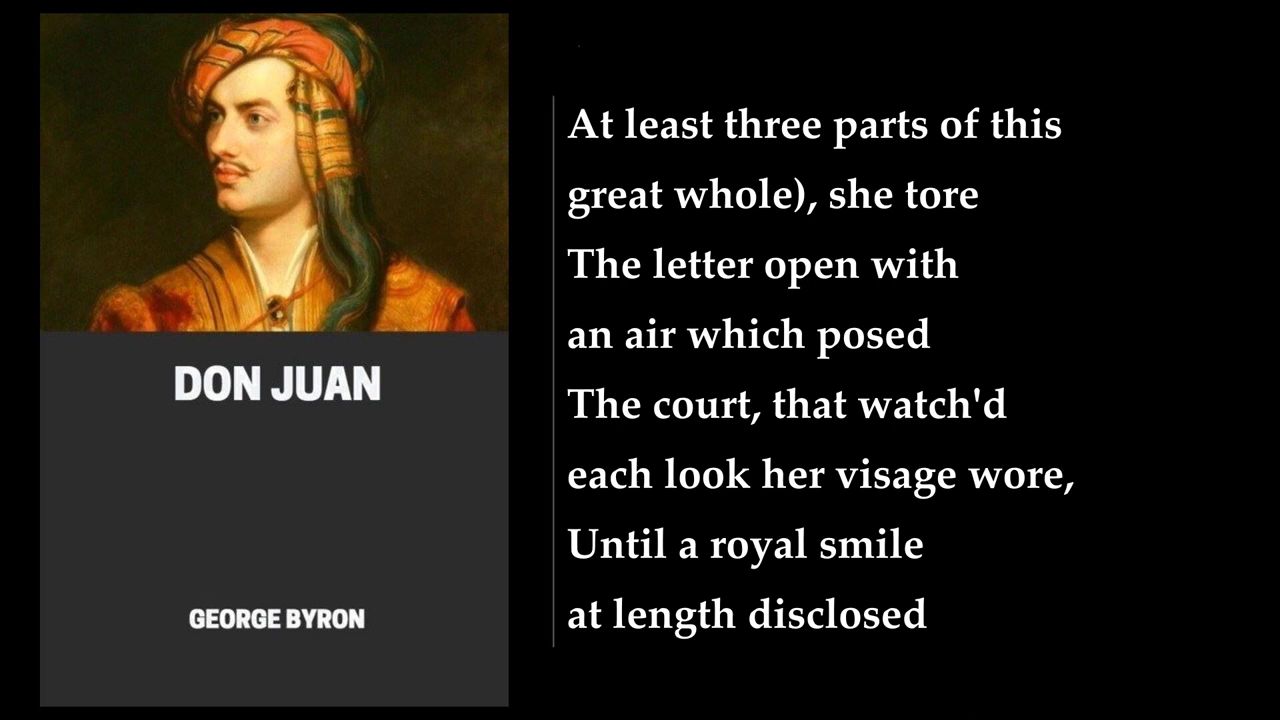 DON JUAN
GEORGE BYRON
At least three parts of this
great whole), she tore
The letter open with
an air which posed
The court, that watch'd
each look her visage wore,
Until a royal smile
at length disclosed